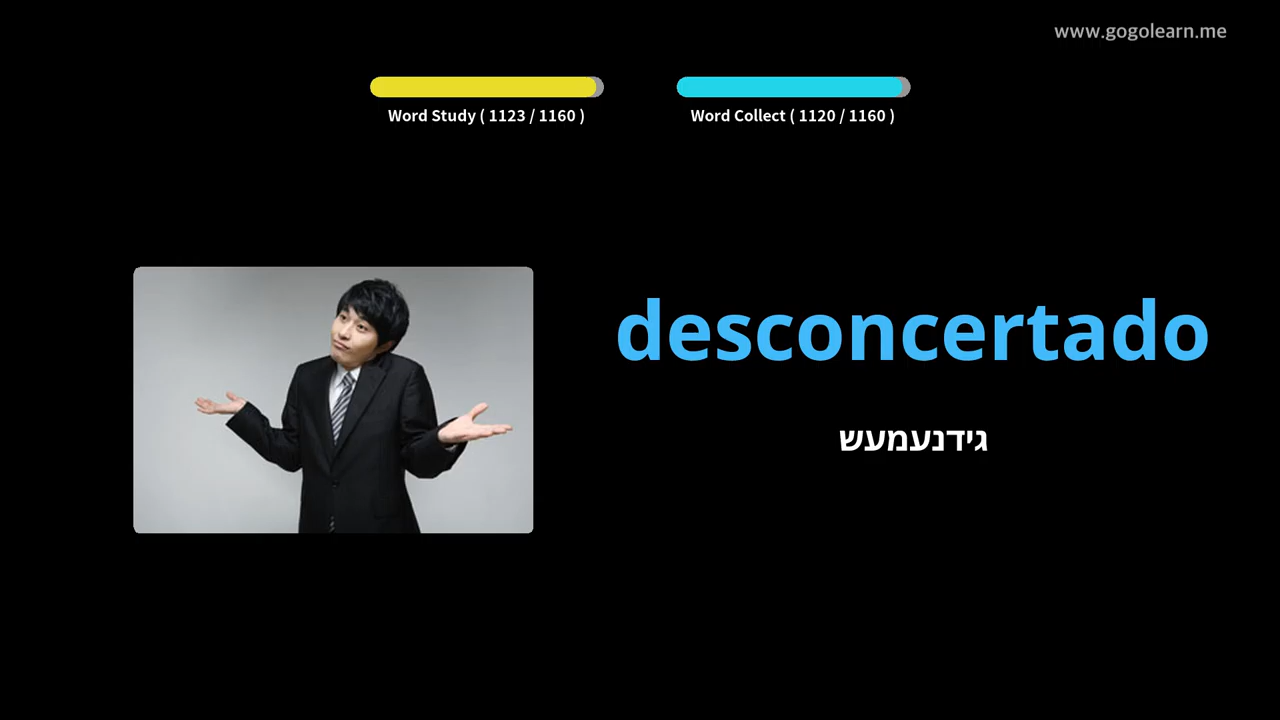 www.gogolearn.me
Word Study ( 1123 / 1160 )
Word Collect ( 1120 / 1160 )
desconcertado
גידנעמעש